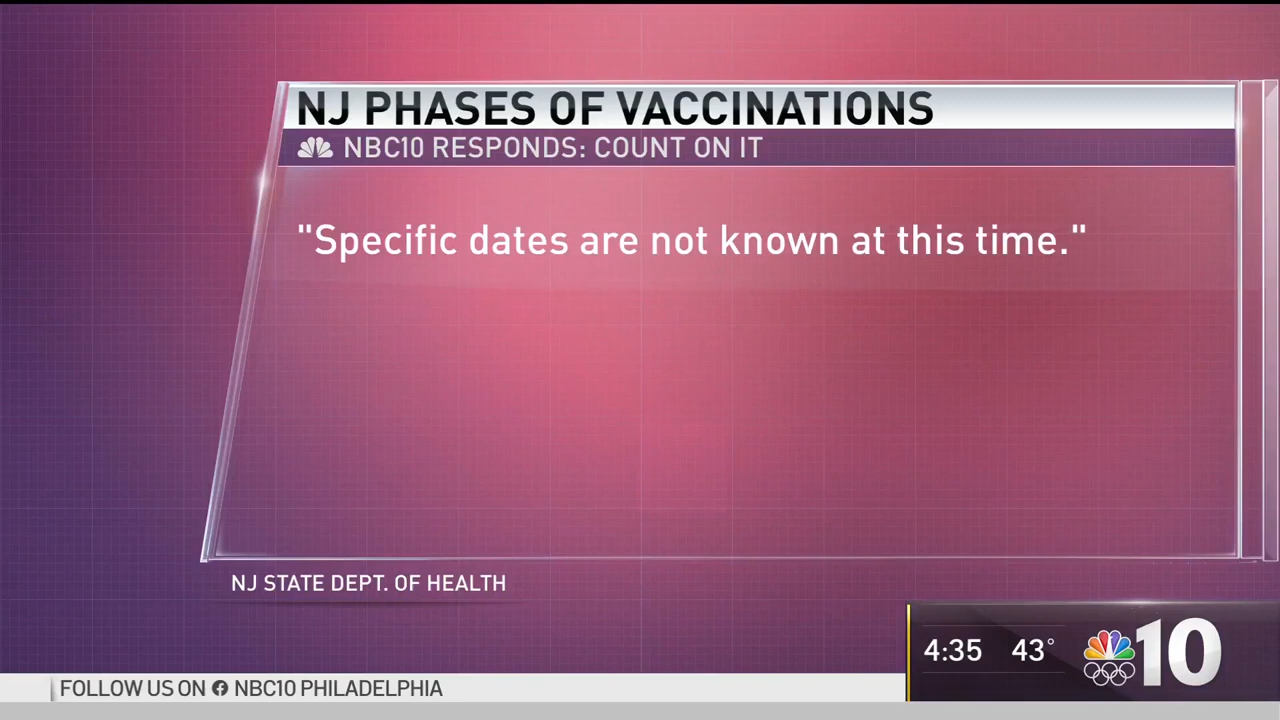 NJ PHASES OF VACCINATIONS
NBC10 RESPONDS: COUNT ON IT
"Specific dates are not known at this time."
NJ STATE DEPT. OF HEALTH
4:35 43° 10
FOLLOW US ON NBC10 PHILADELPHIA